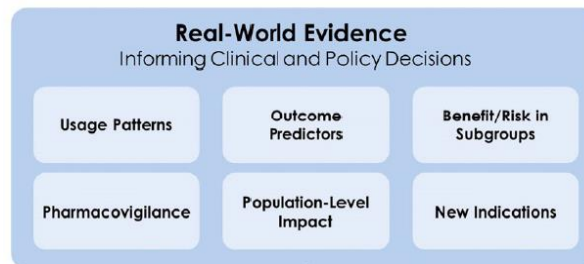 Real-World Evidence
Informing Clinical and Policy Decisions
Usage Patterns
Outcome
Predictors
Benefit/Risk in
Subgroups
Pharmacovigilance
Population-Level
Impact
New Indications